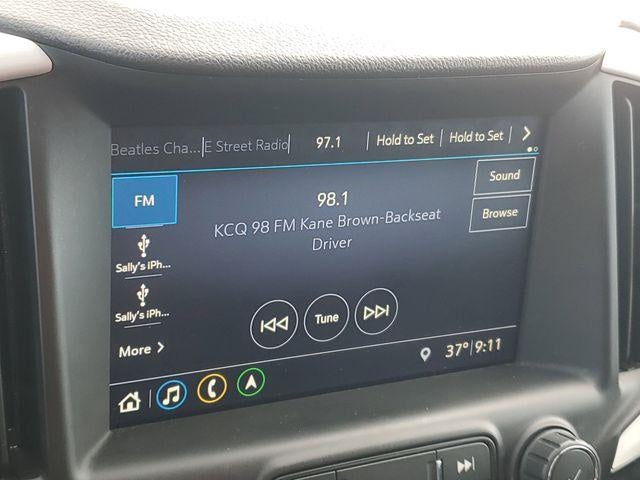 Beatles Cha... E Street Radio 97.1 Hold to Set Hold to Set
FM
98.1
Sound
KCQ 98 FM Kane Brown-Backseat
Driver
Browse
Sally's iPh...
Sally's iPh...
Tune
More
37° 9:11